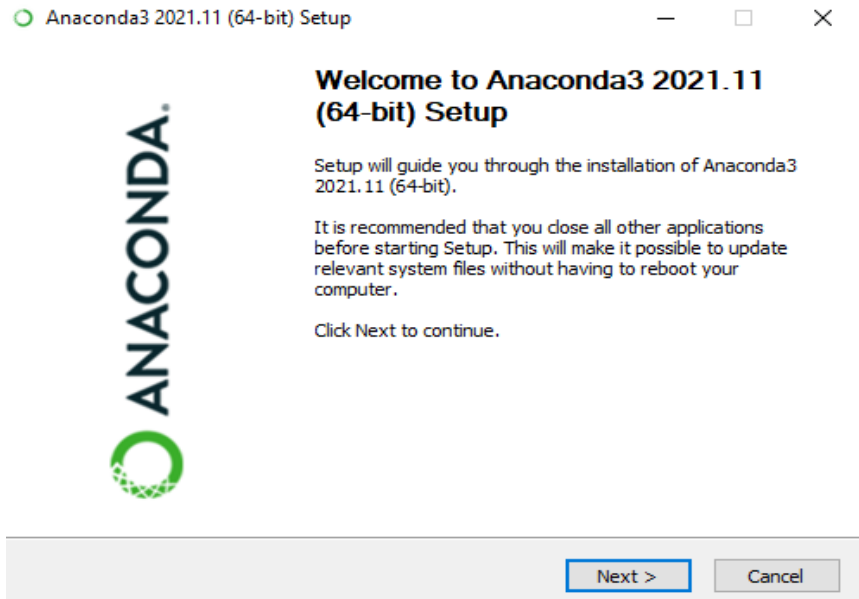 Anaconda3 2021.11 (64-bit) Setup
Welcome to Anaconda3 2021.11
(64-bit) Setup
Setup will guide you through the installation of Anaconda3
2021.11 (64-bit).
It is recommended that you close all other applications
before starting Setup. This will make it possible to update
relevant system files without having to reboot your
computer.
Click Next to continue.
ANACONDA.
Next >
Cancel